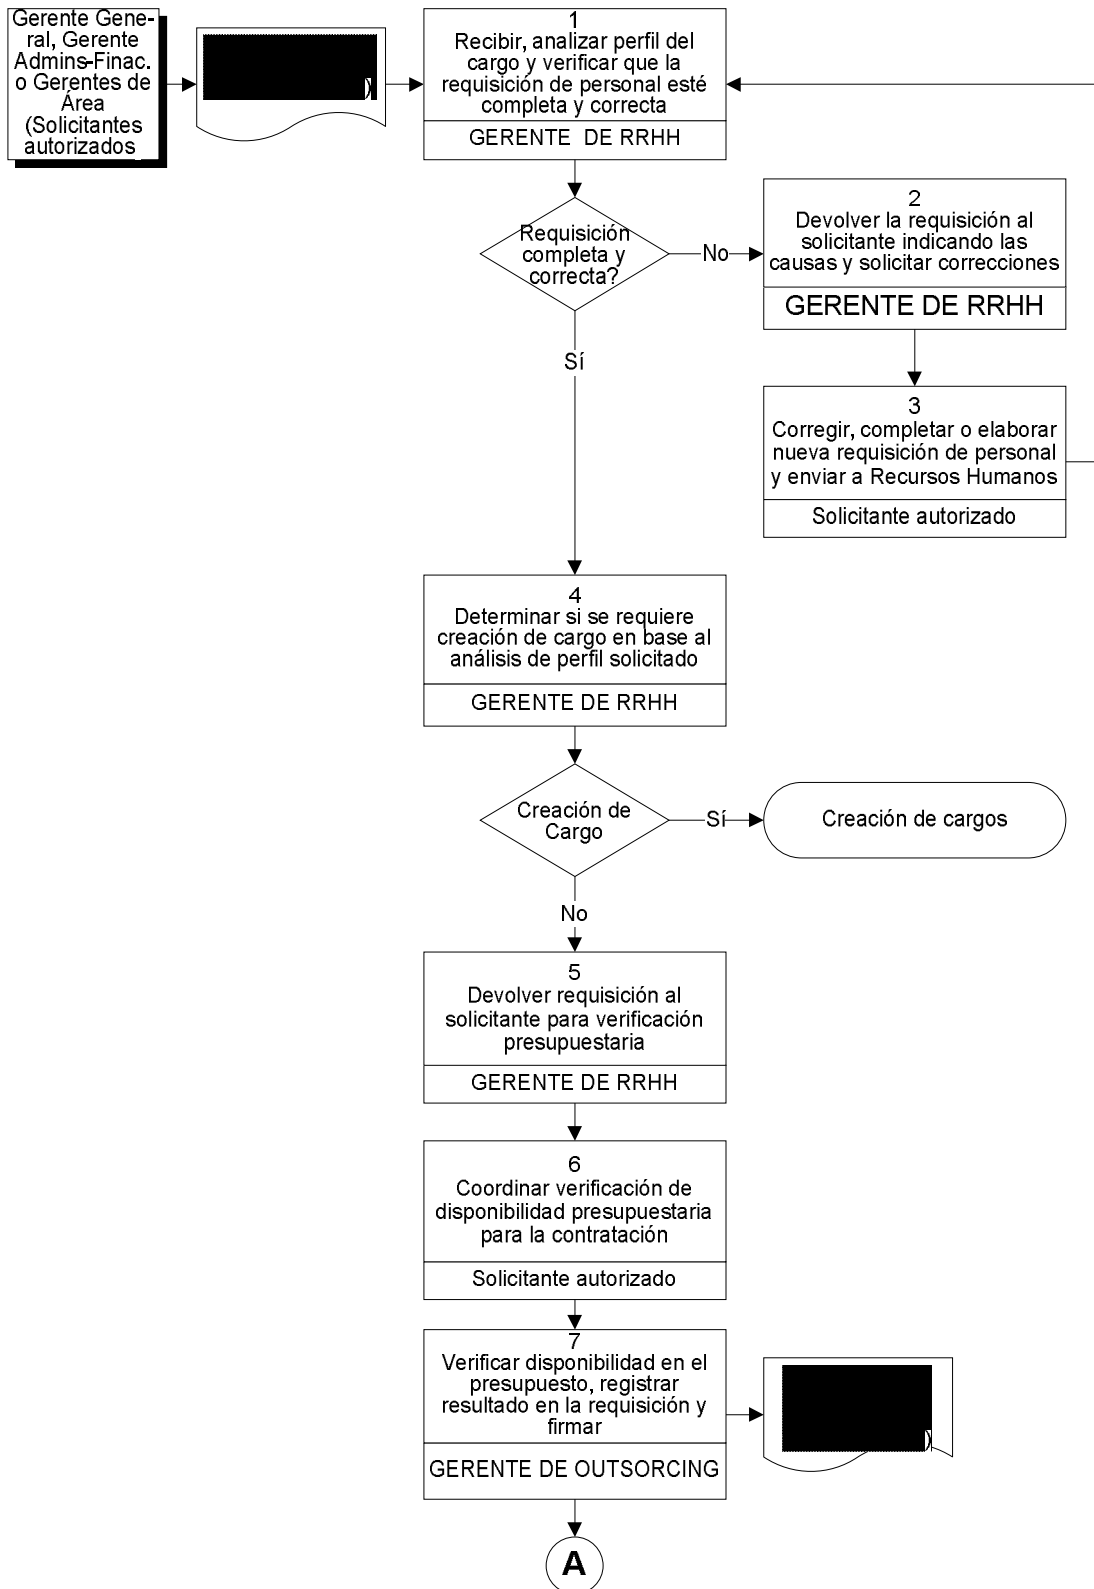 Gerente Gene-
ral, Gerente
Admins-Finac.
o Gerentes de
Área
(Solicitantes
autorizados
)
1
Recibir, analizar perfil del
cargo y verificar que la
requisición de personal esté
completa y correcta
GERENTE DE RRHH
Requisición
completa y
correcta?
No
Sí
2
Devolver la requisición al
solicitante indicando las
causas y solicitar correcciones
GERENTE DE RRHH
3
Corregir, completar o elaborar
nueva requisición de personal
y enviar a Recursos Humanos
Solicitante autorizado
4
Determinar si se requiere
creación de cargo en base al
análisis de perfil solicitado
GERENTE DE RRHH
Creación de
Cargo
Sí
Creación de cargos
No
5
Devolver requisición al
solicitante para verificación
presupuestaria
GERENTE DE RRHH
6
Coordinar verificación de
disponibilidad presupuestaria
para la contratación
Solicitante autorizado
7
Verificar disponibilidad en el
presupuesto, registrar
resultado en la requisición y
firmar
GERENTE DE OUTSORCING
)
A